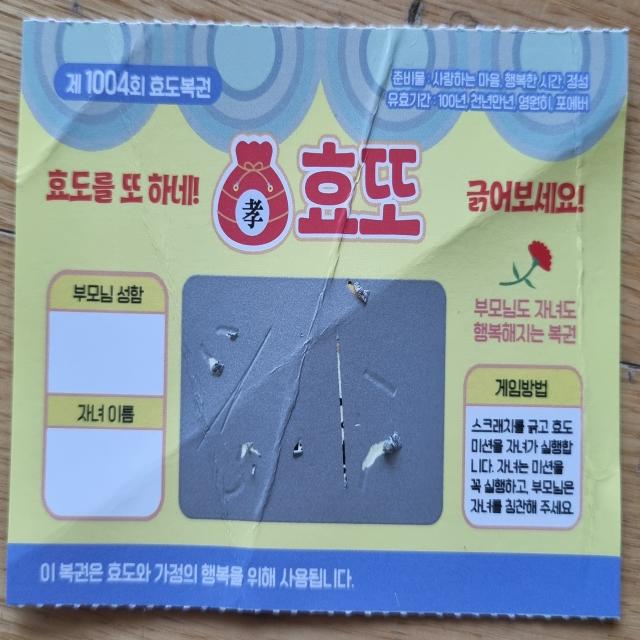 제 1004회 효도복권
준비물 : 사랑하는 마음, 행복한 시간, 정성
유효기간 : 100년, 천년만년, 영원히, 포에버
효도를 또 하네!
孝
효또
긁어보세요!
부모님도 자녀도
행복해지는 복권
부모님 성함
자녀 이름
게임방법
스크래치를 긁고 효도
미션을 자녀가 실행합
니다. 자녀는 미션을
꼭 실행하고, 부모님은
자녀를 칭찬해 주세요
이 복권은 효도와 가정의 행복을 위해 사용됩니다.